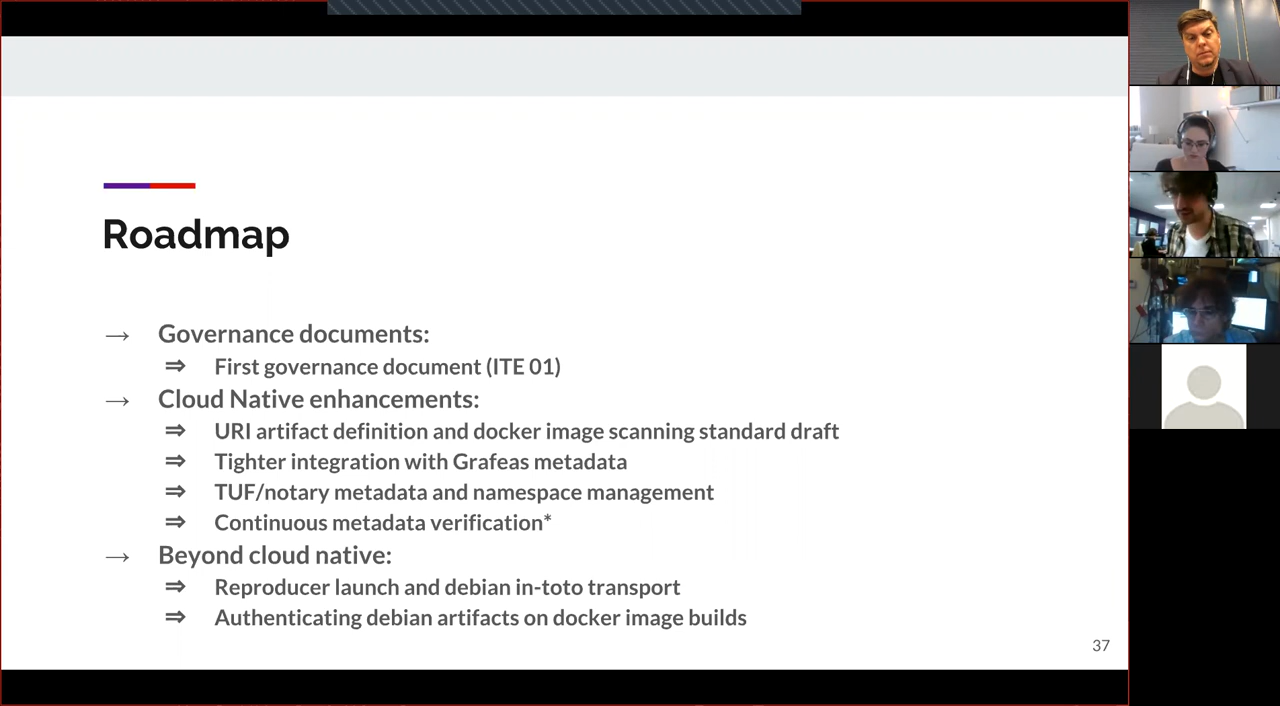 Roadmap
→ Governance documents:
⇒ First governance document (ITE 01)
→ Cloud Native enhancements:
⇒ URI artifact definition and docker image scanning standard draft
⇒ Tighter integration with Grafeas metadata
⇒ TUF/notary metadata and namespace management
⇒ Continuous metadata verification*
→ Beyond cloud native:
⇒ Reproducer launch and debian in-toto transport
⇒ Authenticating debian artifacts on docker image builds
37